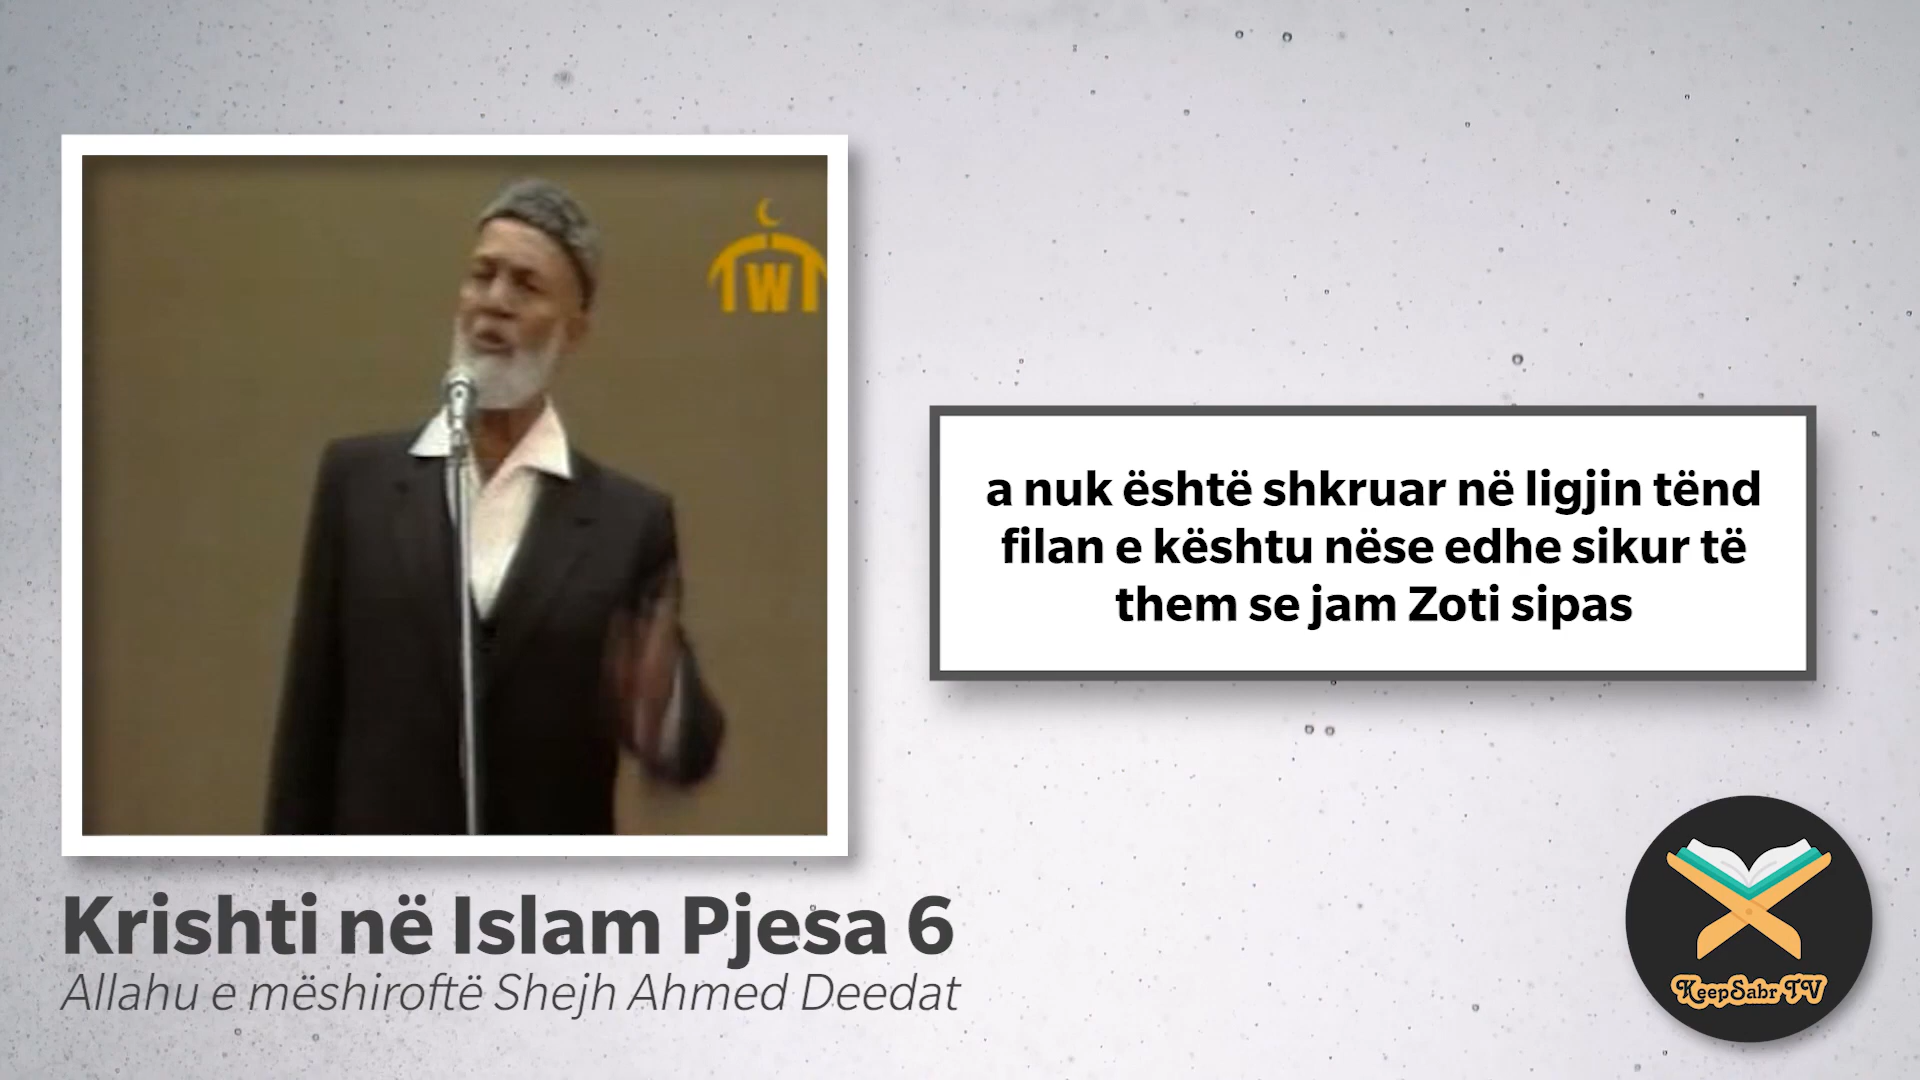 W
a nuk është shkruar në ligjin tënd
filan e kështu nëse edhe sikur të
them se jam Zoti sipas
Krishti në Islam Pjesa 6
Allahu e mëshiroftë Shejh Ahmed Deedat
KeepSabr TV